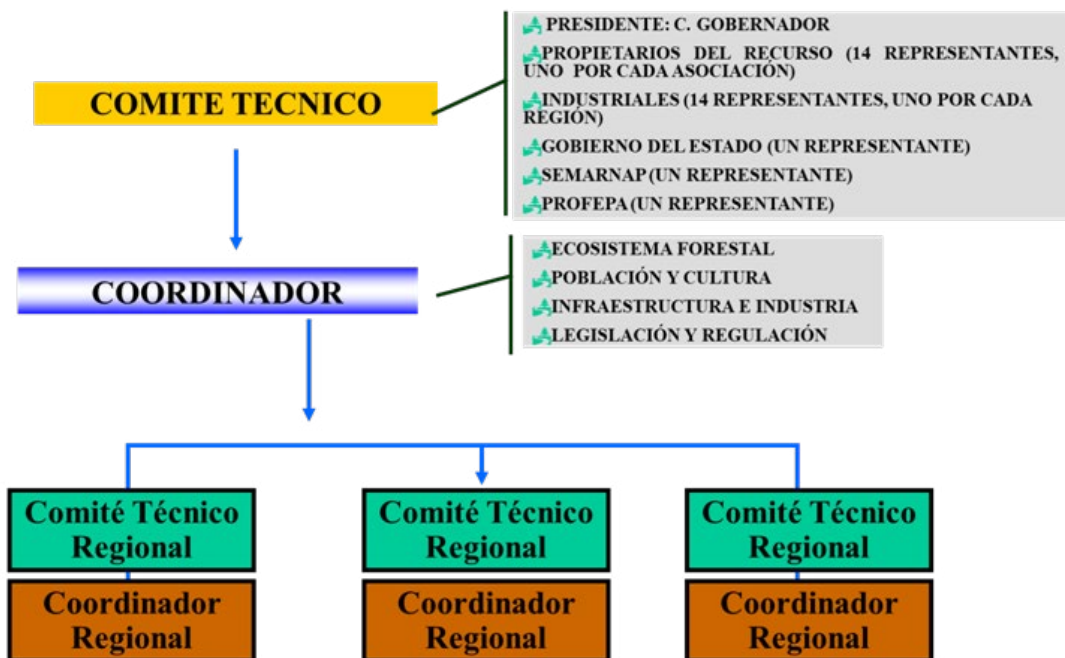 PRESIDENTE: C. GOBERNADOR
PROPIETARIOS DEL RECURSO (14 REPRESENTANTES,
UNO POR CADA ASOCIACIÓN)
INDUSTRIALES (14 REPRESENTANTES, UNO POR CADA
REGIÓN)
GOBIERNO DEL ESTADO (UN REPRESENTANTE)
SEMARNAP (UN REPRESENTANTE)
PROFEPA (UN REPRESENTANTE)
COMITE TECNICO
ECOSISTEMA FORESTAL
POBLACIÓN Y CULTURA
INFRAESTRUCTURA E INDUSTRIA
LEGISLACIÓN Y REGULACIÓN
COORDINADOR
Comité Técnico
Regional
Coordinador
Regional
Comité Técnico
Regional
Coordinador
Regional
Comité Técnico
Regional
Coordinador
Regional